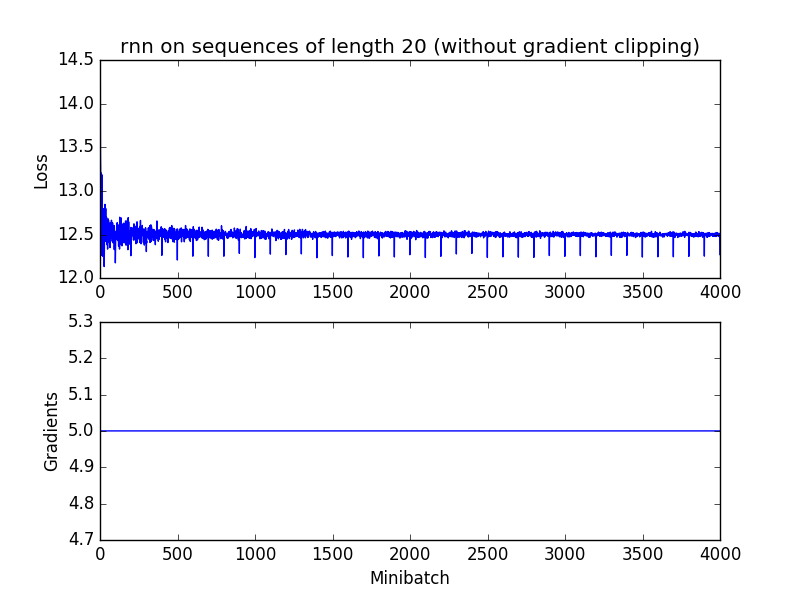 rnn on sequences of length 20 (without gradient clipping)
14.5
14.0
13.5
13.0
12.5
12.0
Loss
0 500 1000 1500 2000 2500 3000 3500 4000
5.3
5.2
5.1
5.0
4.9
4.8
4.7
Gradients
0 500 1000 1500 2000 2500 3000 3500 4000
Minibatch